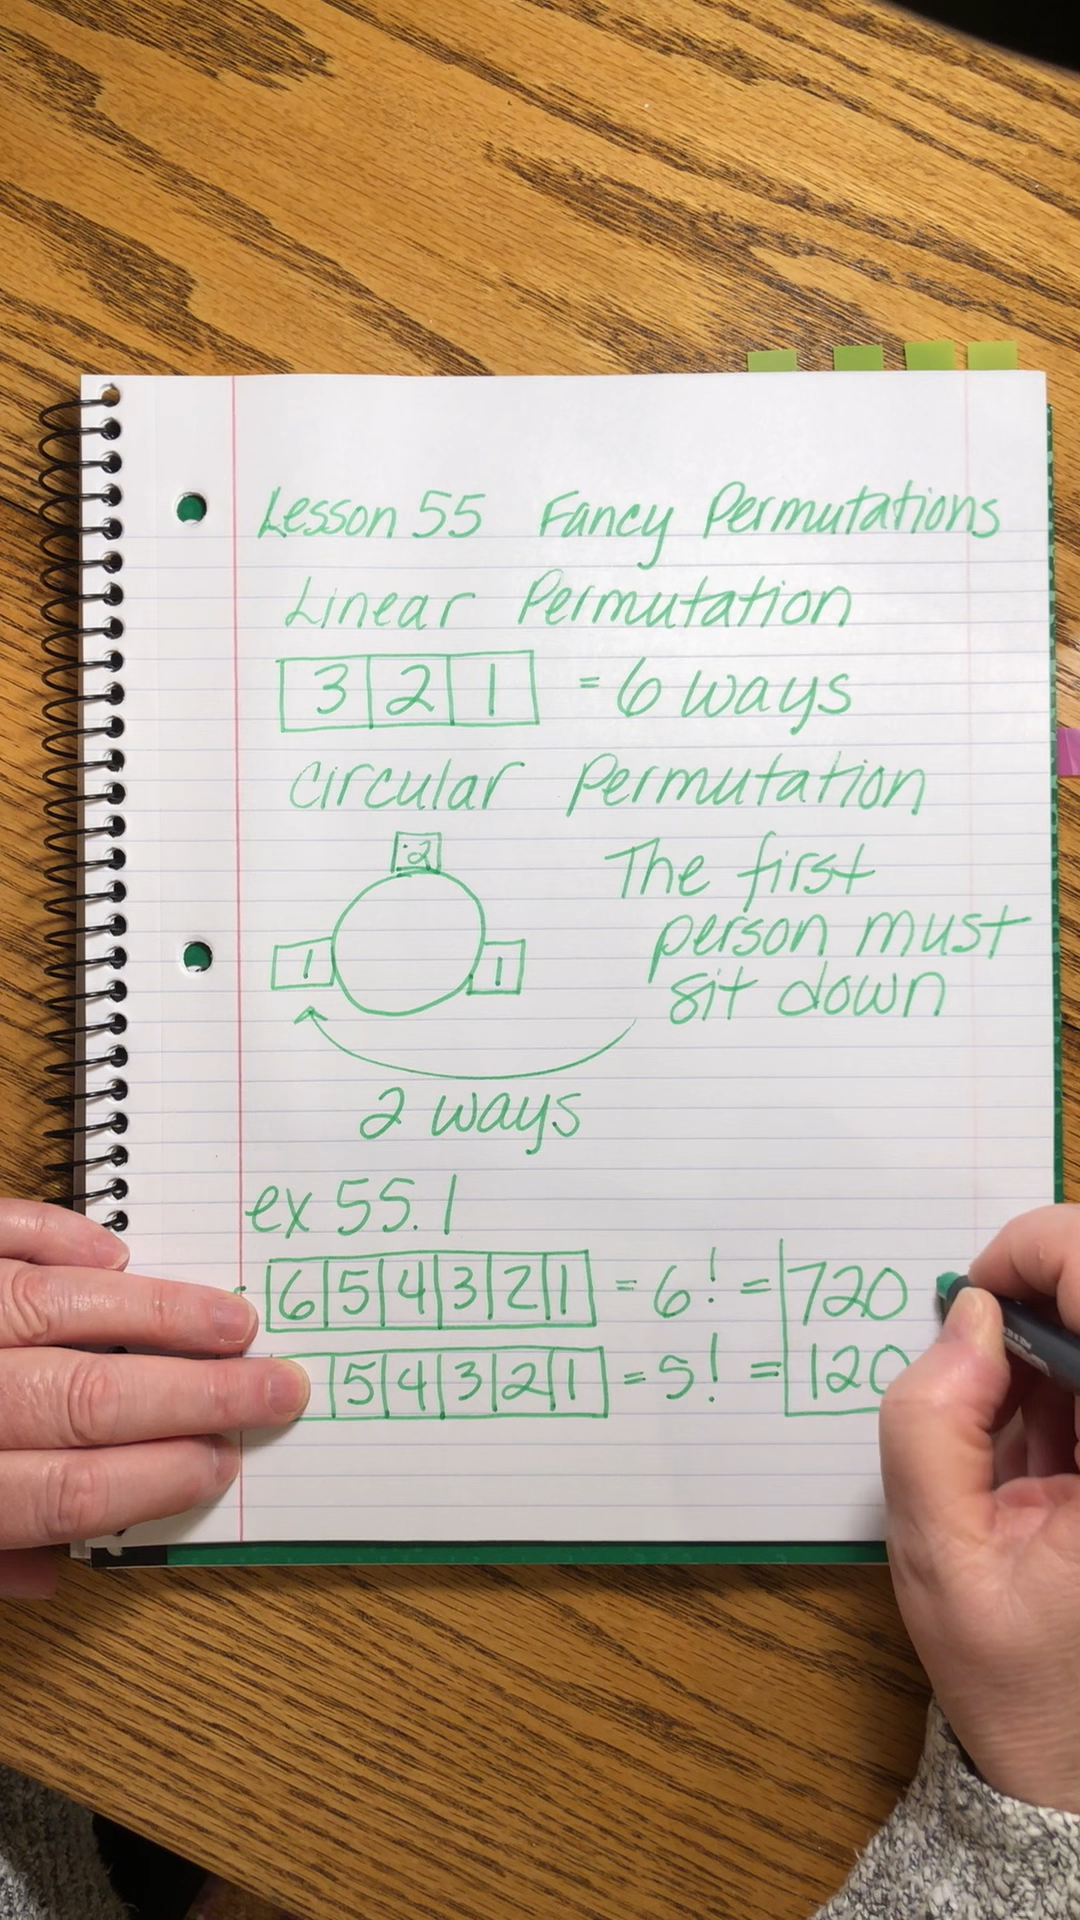 Lesson 55 Fancy Permutations
Linear Permutation
3 2 1 = 6 ways
Circular Permutation
2
The first
person must
1 1
sit down
2 ways
ex 55.1
6 5 4 3 2 1 = 6! = 720
5 4 3 2 1 = 5! = 120